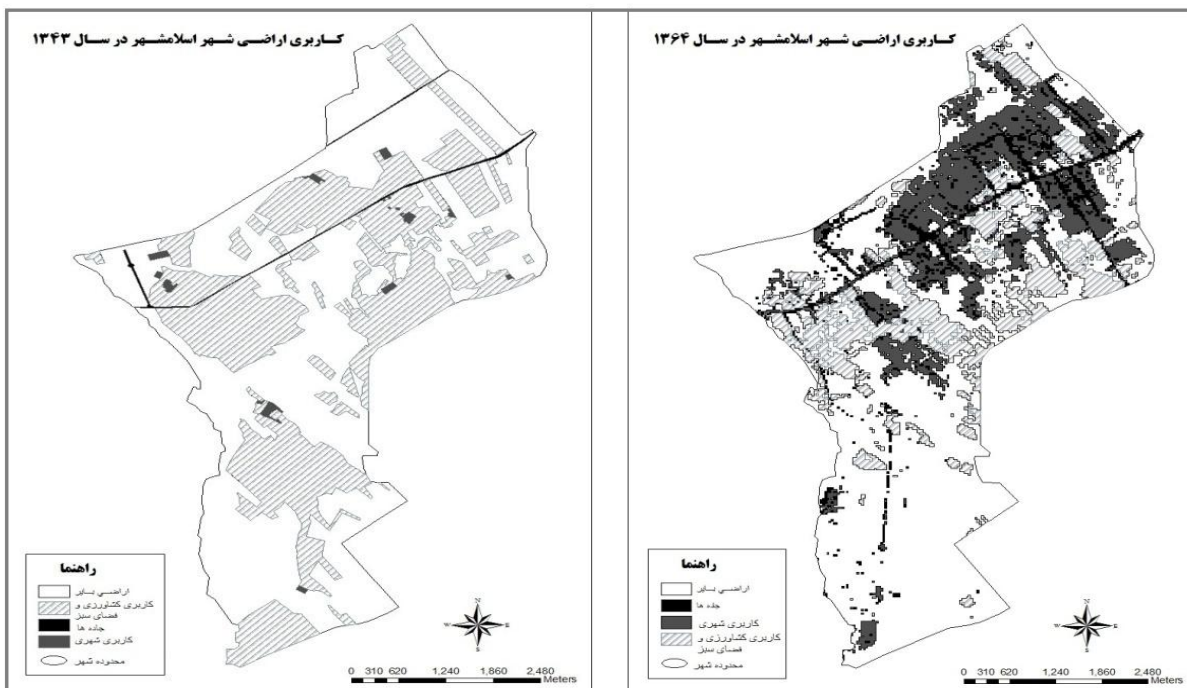 کاربری اراضی شهر اسلامشهر در سال ۱۳۴۳
N
W
E
S
راهنما
اراضی بایر
کاربری کشاورزی و
فضای سبز
جاده ها
کاربری شهری
محدوده شهر
0 310 620 1,240 1,860 2,480
Meters
کاربری اراضی شهر اسلامشهر در سال ۱۳۶۴
N
W
E
S
راهنما
اراضی بایر
جاده ها
کاربری شهری
کاربری کشاورزی و
فضای سبز
محدوده شهر
0 310 620 1,240 1,860 2,480
Meters